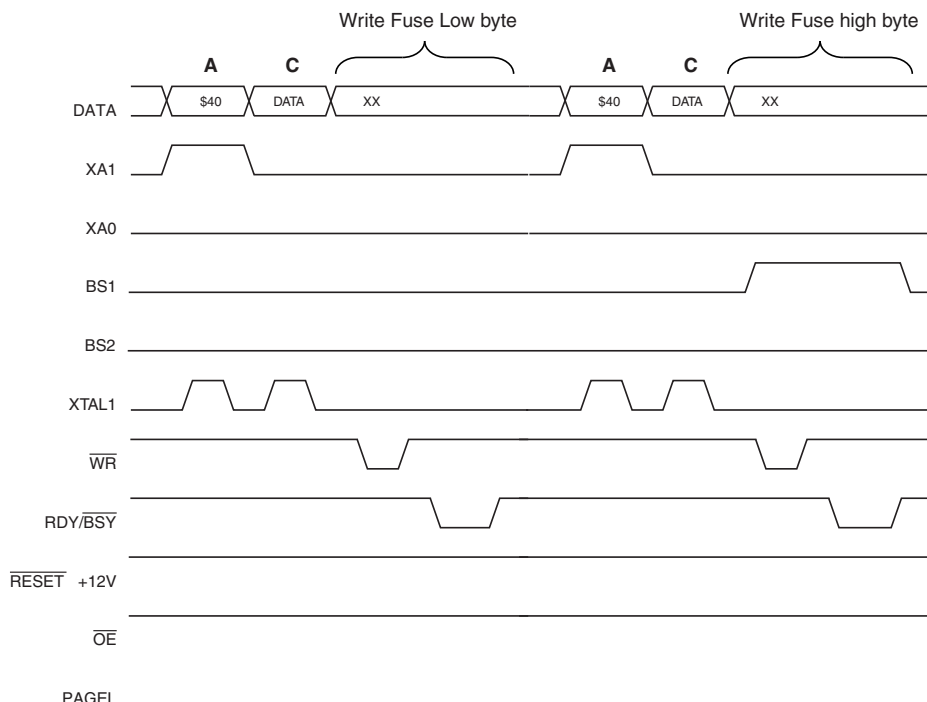 Write Fuse Low byte Write Fuse high byte
A C A C
DATA $40 DATA XX $40 DATA XX
XA1
XA0
BS1
BS2
XTAL1
WR
RDY/BSY
RESET +12V
OE
PAGEL